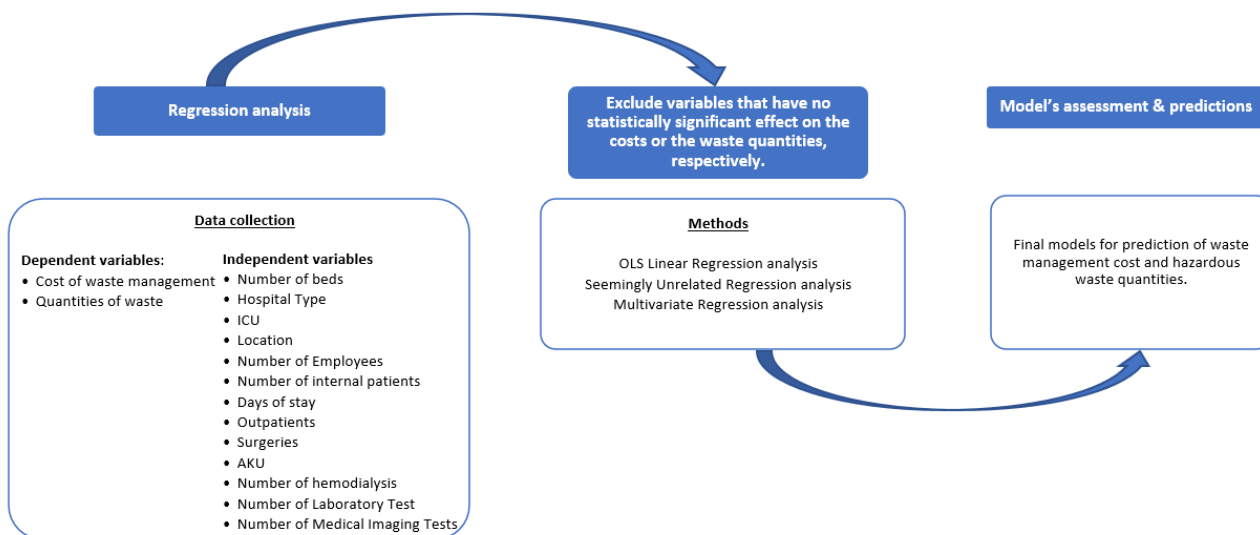 Regression analysis
Exclude variables that have no
statistically significant effect on the
costs or the waste quantities,
respectively.
Model's assessment & predictions
Data collection
Dependent variables:
• Cost of waste management
• Quantities of waste
Independent variables
• Number of beds
• Hospital Type
• ICU
• Location
• Number of Employees
• Number of internal patients
• Days of stay
• Outpatients
• Surgeries
• AKU
• Number of hemodialysis
• Number of Laboratory Test
• Number of Medical Imaging Tests
Methods
OLS Linear Regression analysis
Seemingly Unrelated Regression analysis
Multivariate Regression analysis
Final models for prediction of waste
management cost and hazardous
waste quantities.